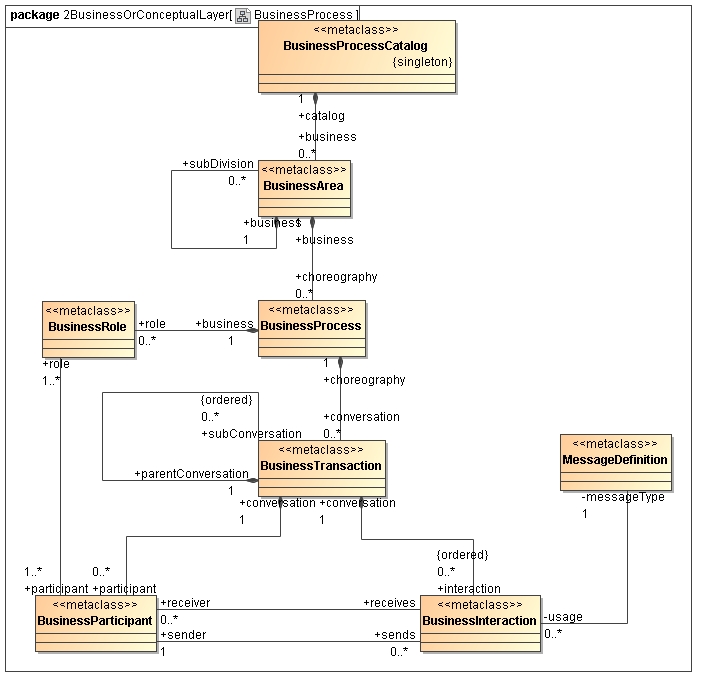 package 2BusinessOrConceptualLayer[ BusinessProcess ]
<<metaclass>>
BusinessProcessCatalog
{singleton}
1
+catalog
+business
0..*
<<metaclass>>
BusinessArea
+subDivision
0..*
+business
1
1
+business
+choreography
0..*
<<metaclass>>
BusinessRole
+role
0..*
+business
1
<<metaclass>>
BusinessProcess
+role
1..*
1
+choreography
{ordered}
0..*
+subConversation
+conversation
0..*
<<metaclass>>
BusinessTransaction
+parentConversation
1
<<metaclass>>
MessageDefinition
-messageType
1
+conversation
1
+conversation
1
{ordered}
0..*
+interaction
1..*
+participant
0..*
+participant
<<metaclass>>
BusinessParticipant
+receiver
0..*
+receives
+sender
1
+sends
0..*
<<metaclass>>
BusinessInteraction
-usage
0..*